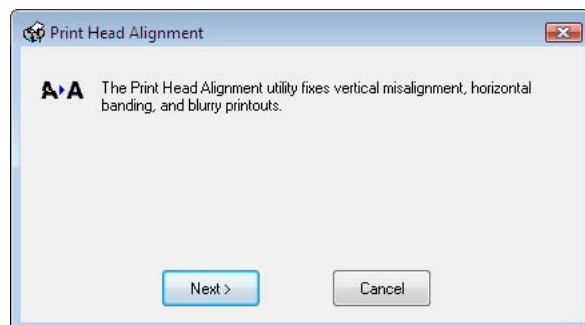 Print Head Alignment
A A The Print Head Alignment utility fixes vertical misalignment, horizontal
banding, and blurry printouts.
Next > Cancel